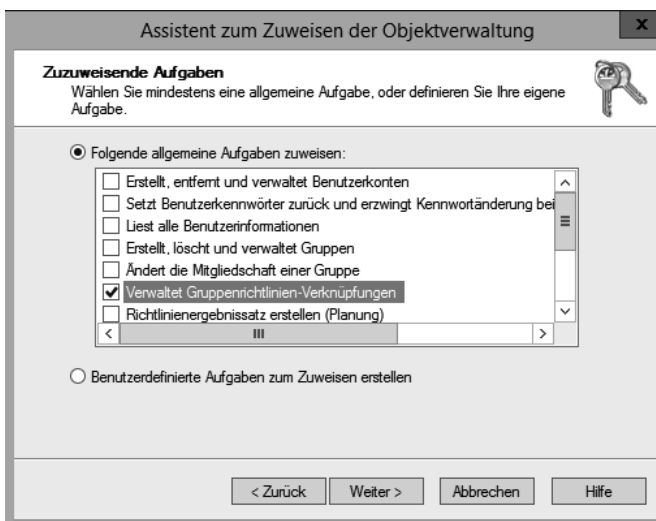 Assistent zum Zuweisen der Objektverwaltung
x
Zuzuweisende Aufgaben
Wählen Sie mindestens eine allgemeine Aufgabe, oder definieren Sie Ihre eigene
Aufgabe.
Folgende allgemeine Aufgaben zuweisen:
Erstellt, entfernt und verwaltet Benutzerkonten
Setzt Benutzerkennwörter zurück und erzwingt Kennwortänderung bei
Liest alle Benutzerinformationen
Erstellt, löscht und verwaltet Gruppen
Ändert die Mitgliedschaft einer Gruppe
Verwaltet Gruppenrichtlinien-Verknüpfungen
Richtlinienergebnissatz erstellen (Planung)
Benutzerdefinierte Aufgaben zum Zuweisen erstellen
< Zurück Weiter > Abbrechen Hilfe